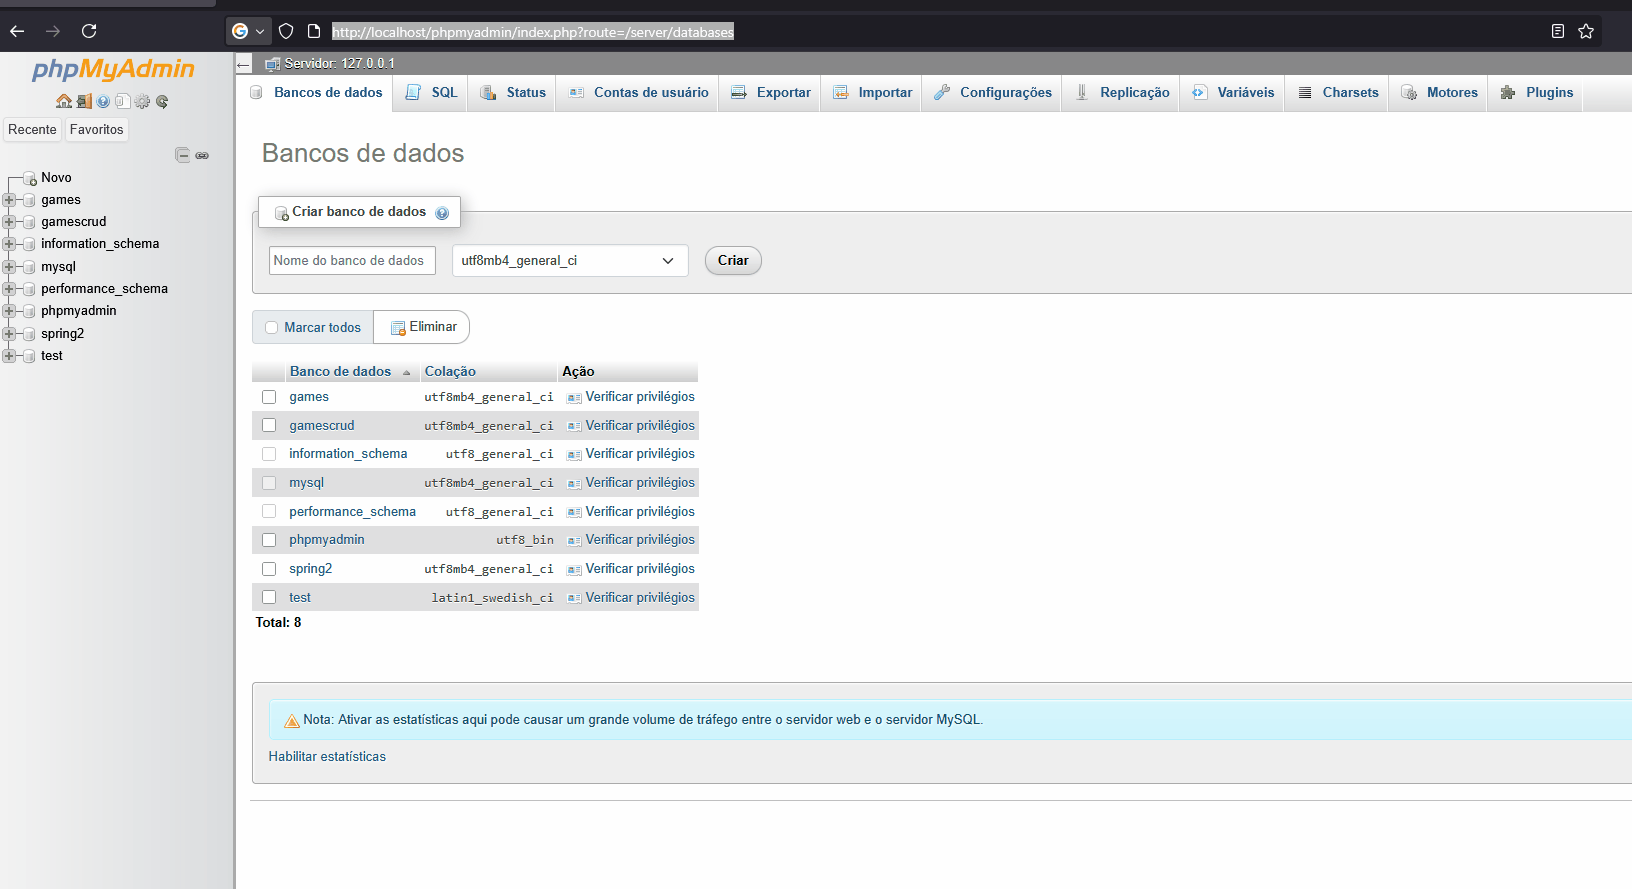 http://localhost/phpmyadmin/index.php?route=/server/databases
phpMyAdmin
Recente Favoritos
Novo
games
gamescrud
information_schema
mysql
performance_schema
phpmyadmin
spring2
test
Servidor: 127.0.0.1
Bancos de dados SQL Status Contas de usuário Exportar Importar Configurações Replicação Variáveis Charsets Motores Plugins
Bancos de dados
Criar banco de dados
Nome do banco de dados utf8mb4_general_ci Criar
Marcar todos Eliminar
Banco de dados Colação Ação
games utf8mb4_general_ci Verificar privilégios
gamescrud utf8mb4_general_ci Verificar privilégios
information_schema utf8_general_ci Verificar privilégios
mysql utf8mb4_general_ci Verificar privilégios
performance_schema utf8_general_ci Verificar privilégios
phpmyadmin utf8_bin Verificar privilégios
spring2 utf8mb4_general_ci Verificar privilégios
test latin1_swedish_ci Verificar privilégios
Total: 8
Nota: Ativar as estatísticas aqui pode causar um grande volume de tráfego entre o servidor web e o servidor MySQL.
Habilitar estatísticas